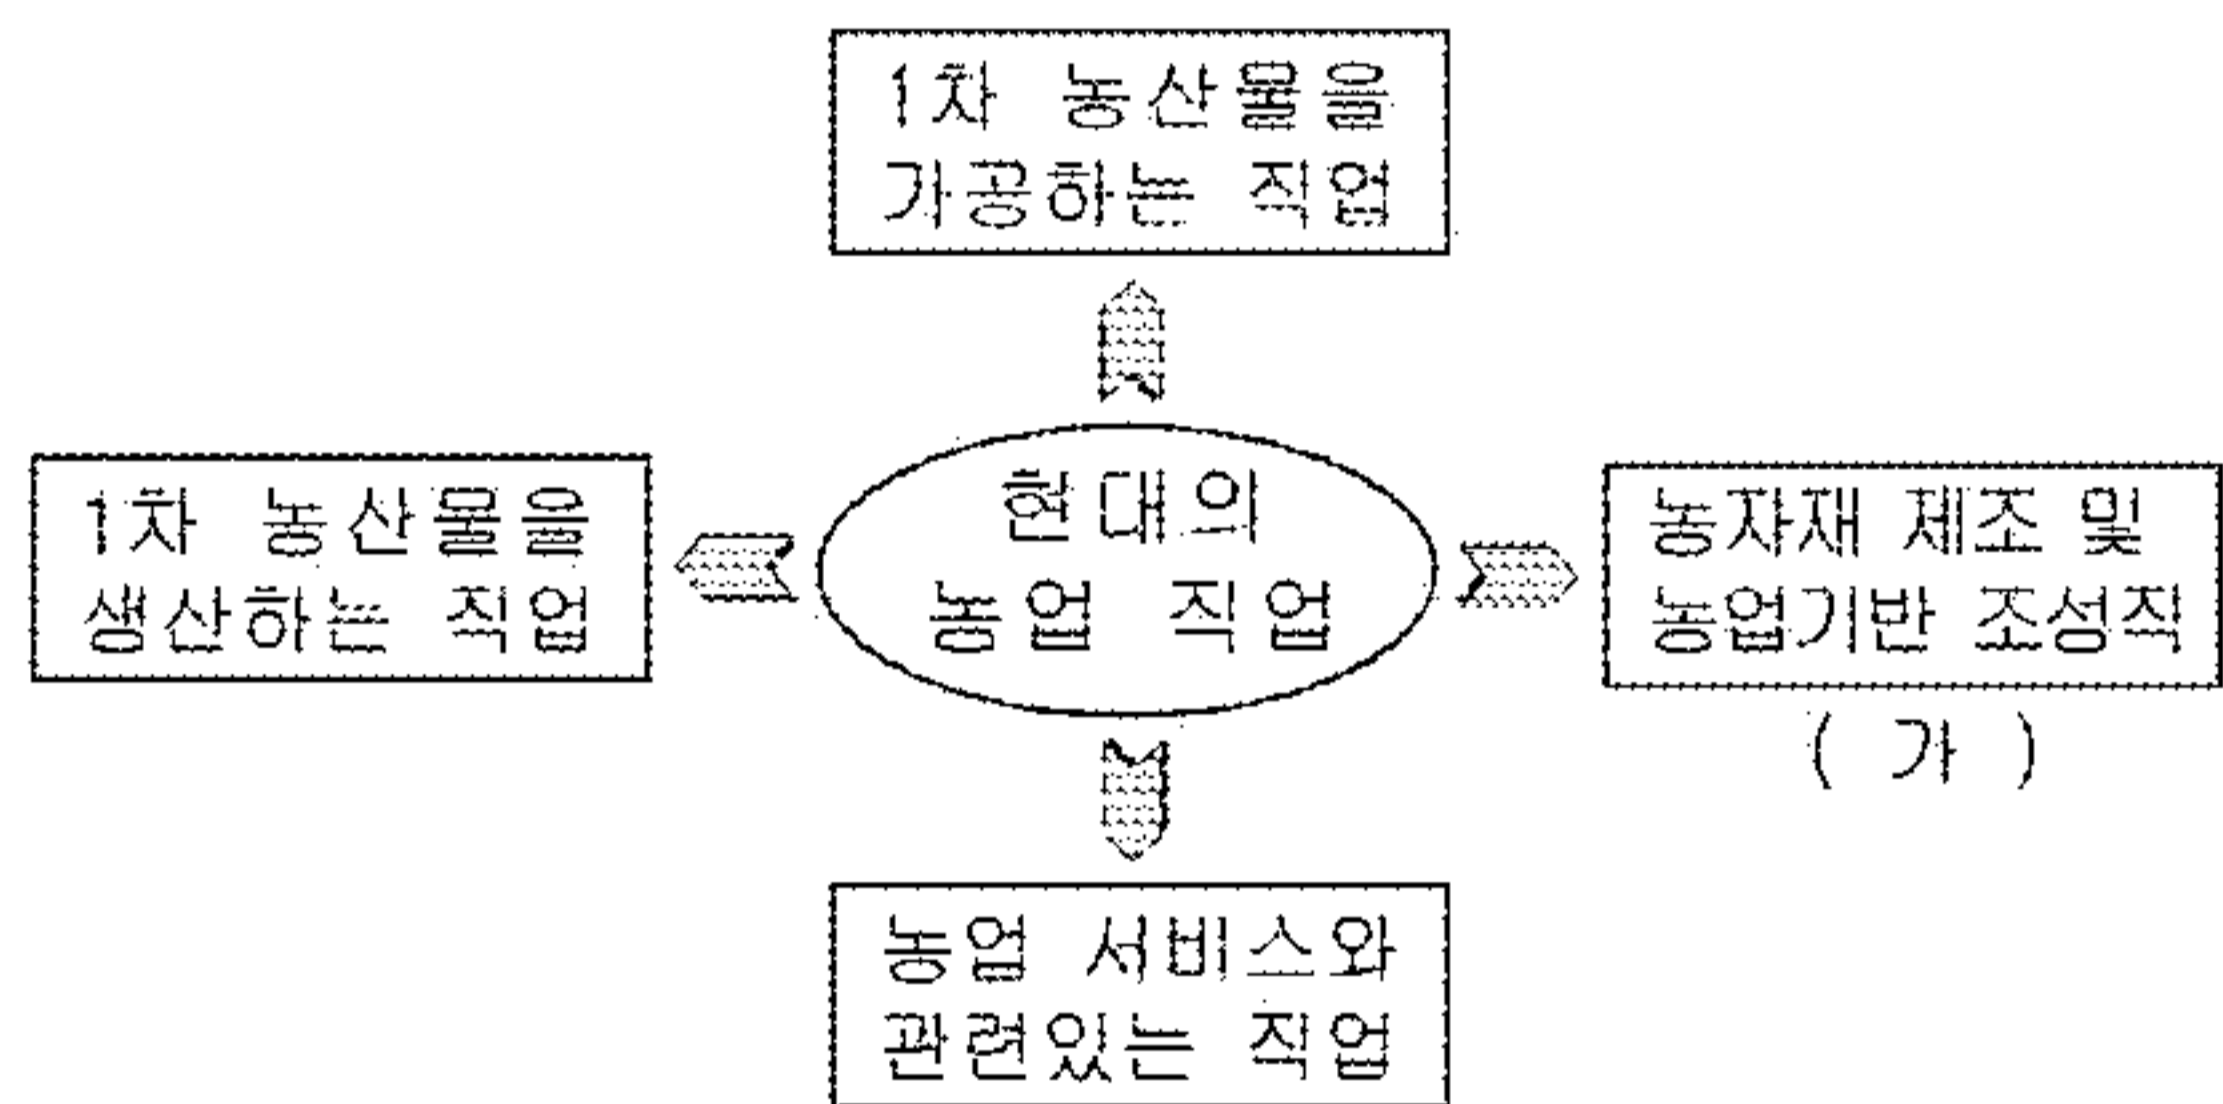 1차 농산물을
가공하는 직업
1차 농산물을
생산하는 직업
현대의
농업 직업
농자재 제조 및
농업기반 조성직
( 가 )
농업 서비스와
관련있는 직업